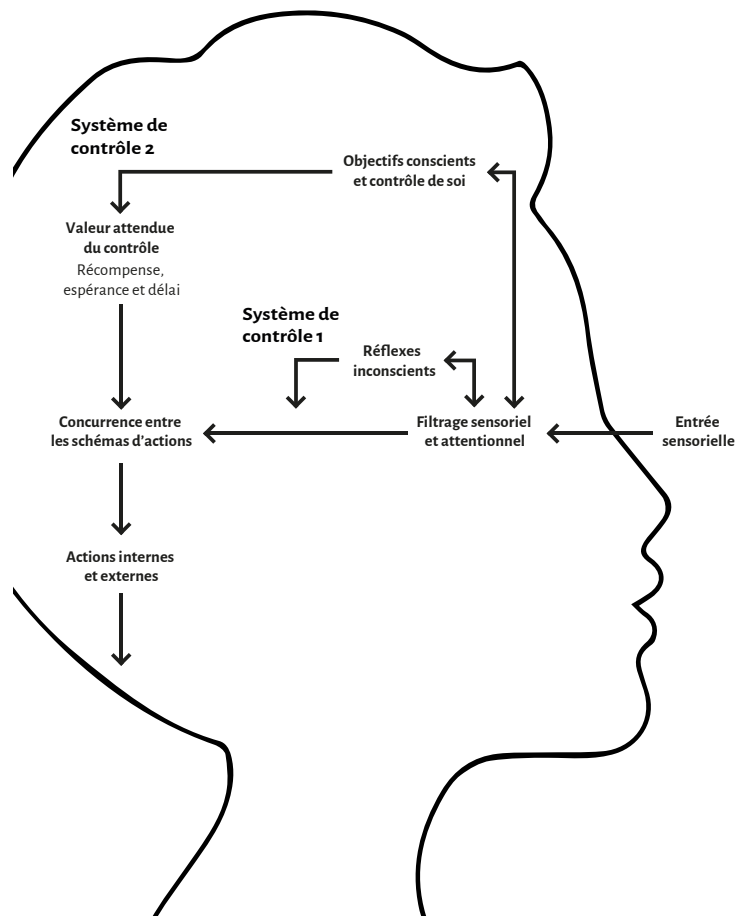 Système de
contrôle 2
Objectifs conscients
et contrôle de soi
Valeur attendue
du contrôle
Récompense,
espérance et délai
Système de
contrôle 1
Réflexes
inconscients
Concurrence entre
les schémas d’actions
Filtrage sensoriel
et attentionnel
Entrée
sensorielle
Actions internes
et externes